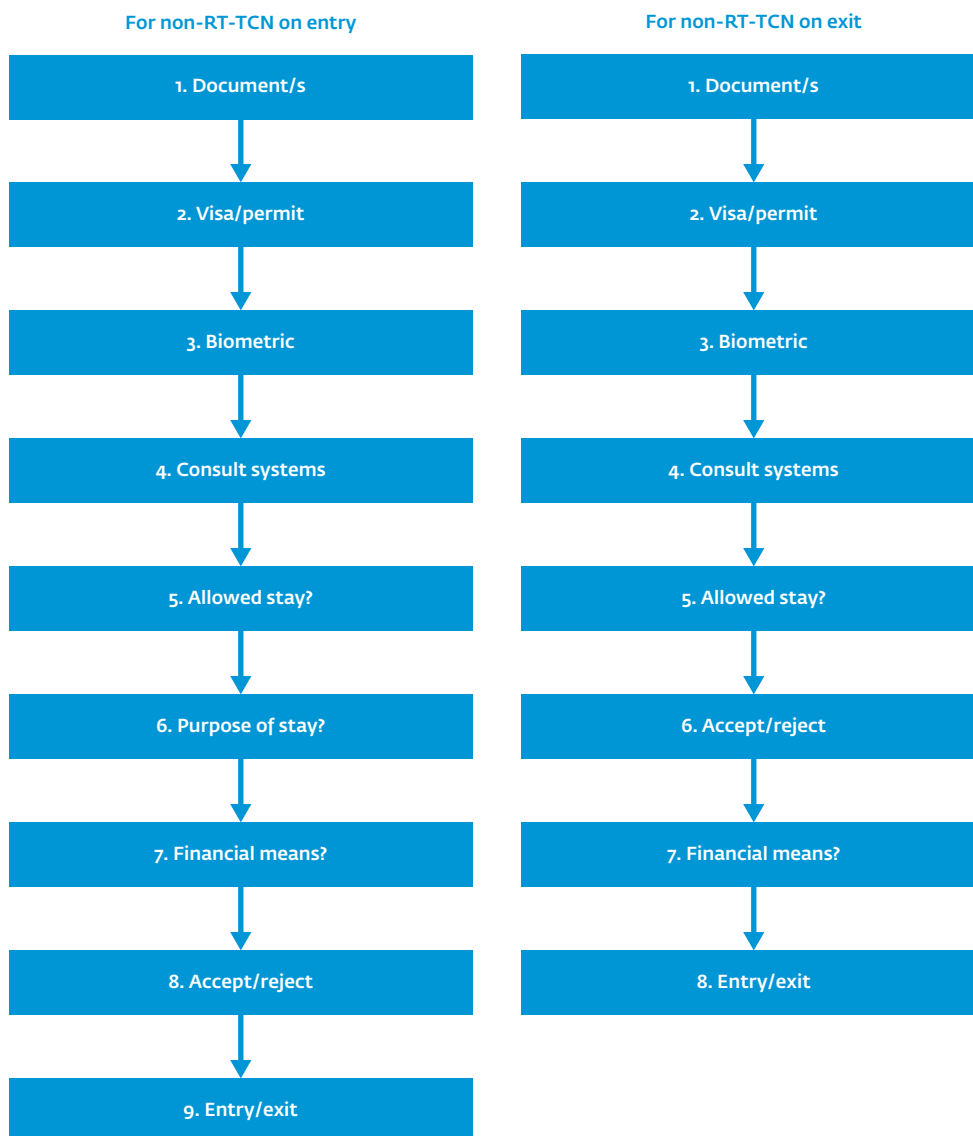 For non-RT-TCN on entry
1. Document/s
2. Visa/permit
3. Biometric
4. Consult systems
5. Allowed stay?
6. Purpose of stay?
7. Financial means?
8. Accept/reject
9. Entry/exit
For non-RT-TCN on exit
1. Document/s
2. Visa/permit
3. Biometric
4. Consult systems
5. Allowed stay?
6. Accept/reject
7. Financial means?
8. Entry/exit